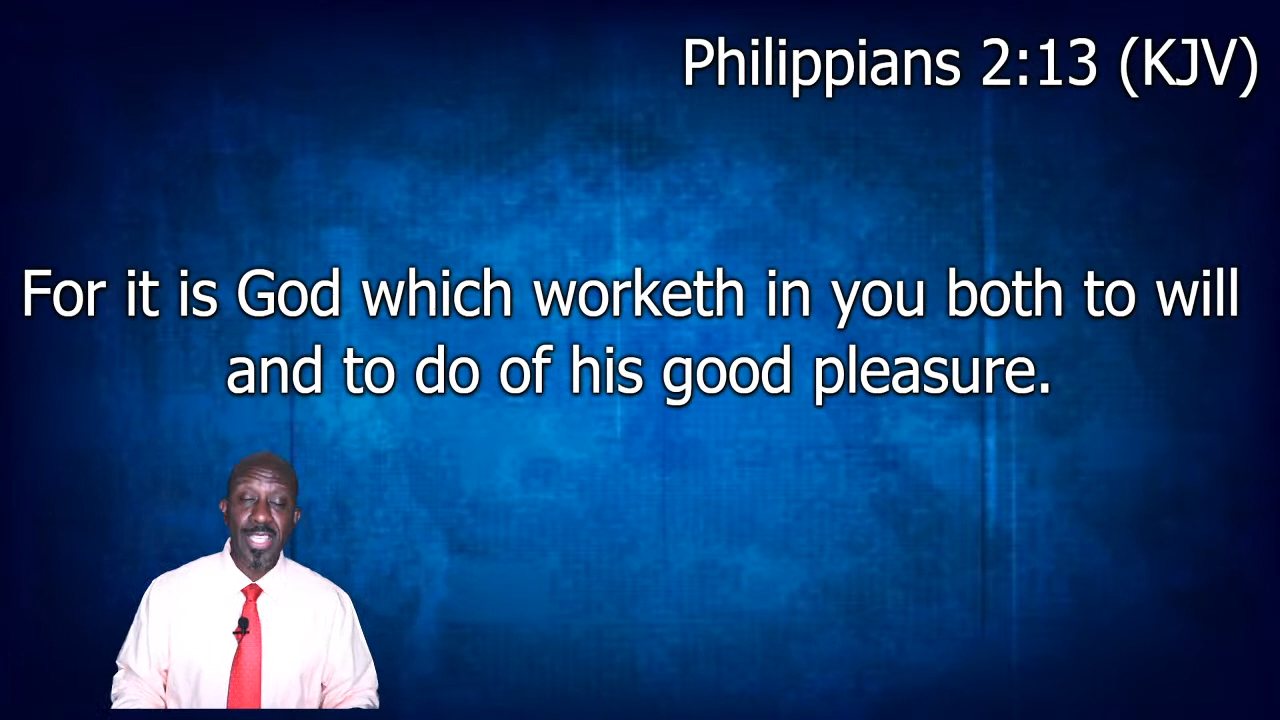 Philippians 2:13 (KJV)
For it is God which worketh in you both to will
and to do of his good pleasure.